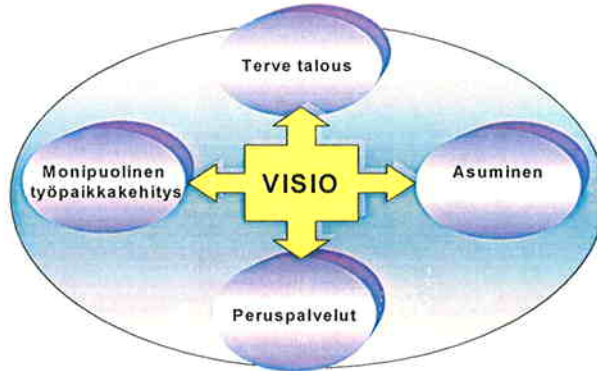 Terve talous
Monipuolinen
työpaikkakehitys
VISIO
Asuminen
Peruspalvelut